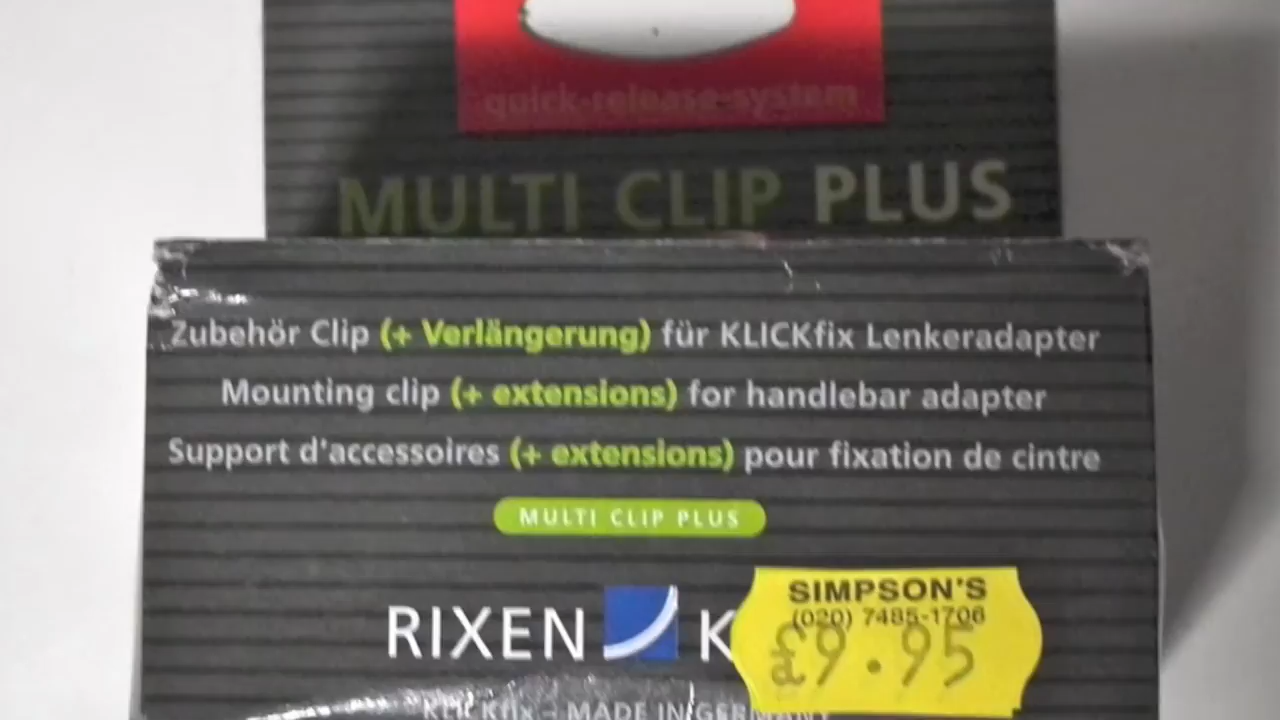 quick-release-system
MULTI CLIP PLUS
Zubehör Clip (+ Verlängerung) für KLICKfix Lenkeradapter
Mounting clip (+ extensions) for handlebar adapter
Support d'accessoires (+ extensions) pour fixation de cintre
MULTI CLIP PLUS
RIXEN K
SIMPSON'S
(020) 7485-1706
£9.95
KLICKfix – MADE IN GERMANY